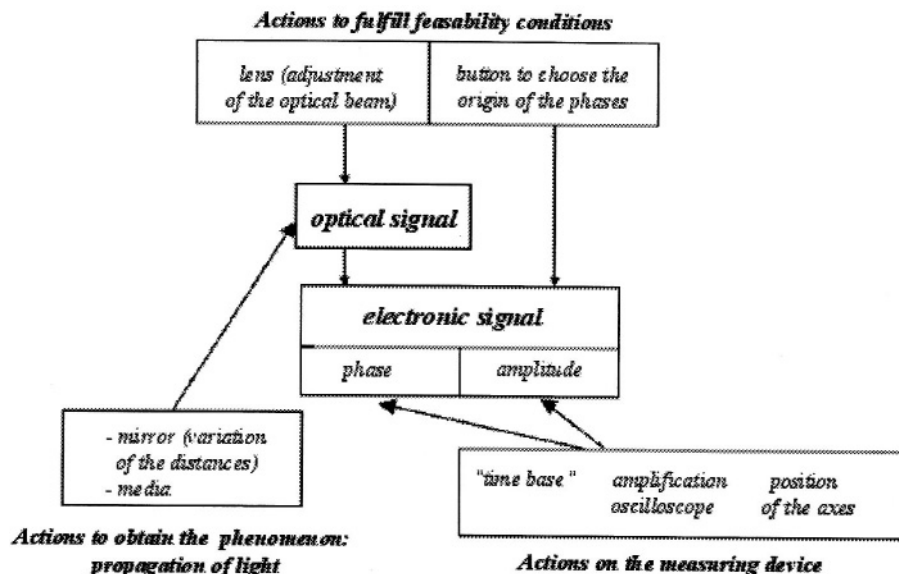 Actions to fulfill feasability conditions
lens (adjustment
of the optical beam)
button to choose the
origin of the phases
optical signal
electronic signal
phase
amplitude
- mirror (variation
of the distances)
- media
"time base"
amplification
oscilloscope
position
of the axes
Actions to obtain the phenomenon:
propagation of light
Actions on the measuring device